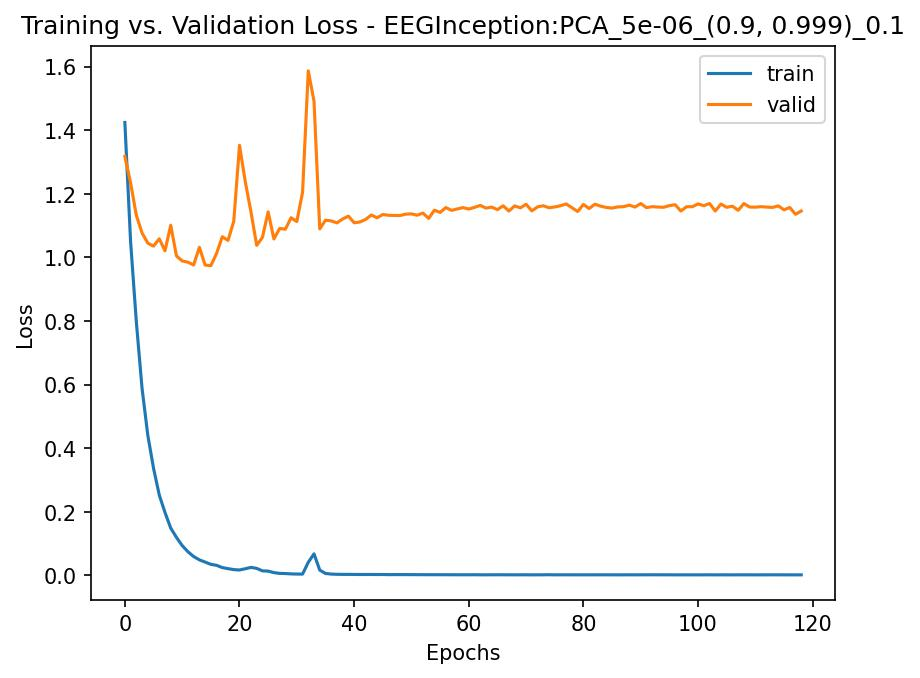 Training vs. Validation Loss - EEGInception:PCA_5e-06_(0.9, 0.999)_0.1
train
valid
1.6
1.4
1.2
1.0
0.8
0.6
0.4
0.2
0.0
Loss
0 20 40 60 80 100 120
Epochs